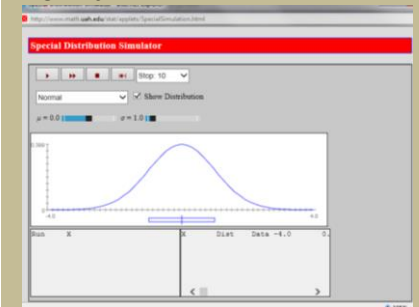 http://www.math.uah.edu/stat/applets/SpecialSimulation.html
Special Distribution Simulator
Stop: 10
Normal Show Distribution
μ = 0.0 σ = 1.0
-4.0 4.0
Run X X Dist Data -4.0 0.